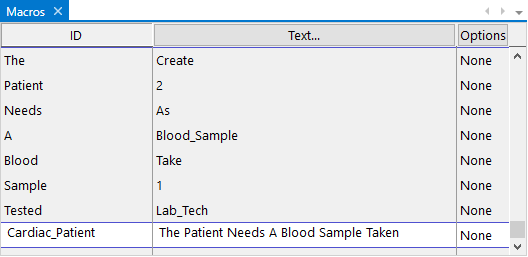 Macros
ID Text... Options
The Create None
Patient 2 None
Needs As None
A Blood_Sample None
Blood Take None
Sample 1 None
Tested Lab_Tech None
Cardiac_Patient The Patient Needs A Blood Sample Taken None